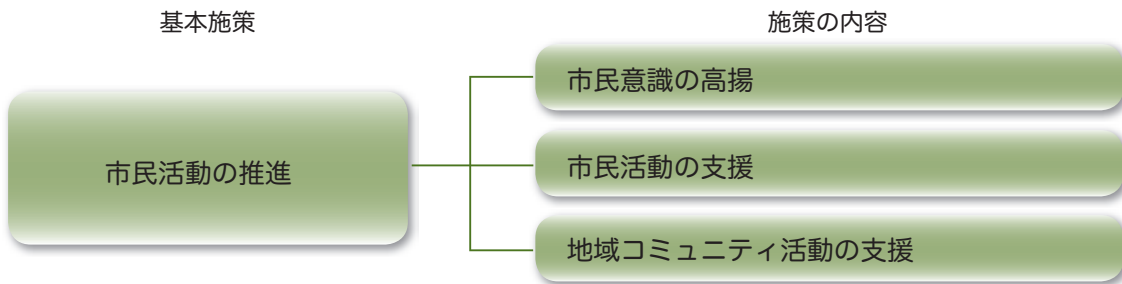 基本施策
施策の内容
市民活動の推進
市民意識の高揚
市民活動の支援
地域コミュニティ活動の支援